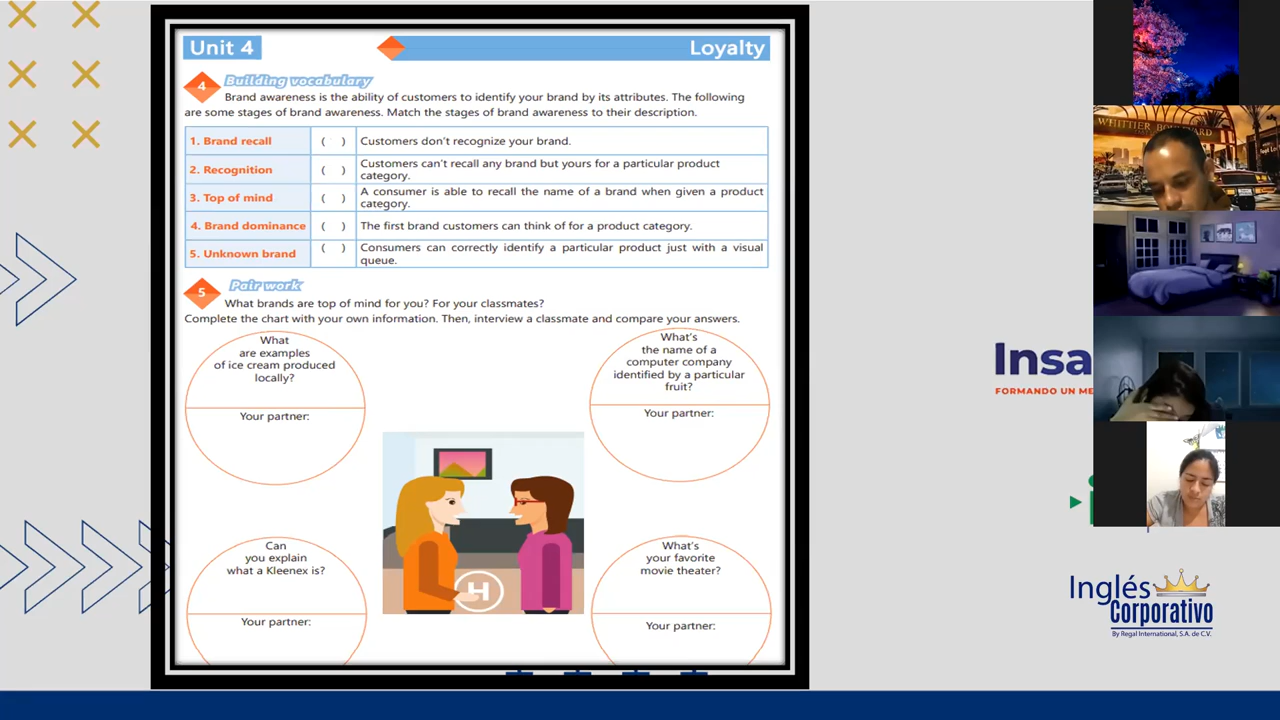 Unit 4
Loyalty
4
Building vocabulary
Brand awareness is the ability of customers to identify your brand by its attributes. The following
are some stages of brand awareness. Match the stages of brand awareness to their description.
1. Brand recall ( ) Customers don't recognize your brand.
2. Recognition ( ) Customers can't recall any brand but yours for a particular product
category.
3. Top of mind ( ) A consumer is able to recall the name of a brand when given a product
category.
4. Brand dominance ( ) The first brand customers can think of for a product category.
5. Unknown brand ( ) Consumers can correctly identify a particular product just with a visual
queue.
5
Pair work
What brands are top of mind for you? For your classmates?
Complete the chart with your own information. Then, interview a classmate and compare your answers.
What
are examples
of ice cream produced
locally?
Your partner:
What's
the name of a
computer company
identified by a particular
fruit?
Your partner:
Can
you explain
what a Kleenex is?
Your partner:
What's
your favorite
movie theater?
Your partner:
H
WHITTIER BOULEVARD
Insa
FORMANDO UN ME
Inglés
Corporativo
By Regal International, S.A. de C.V.